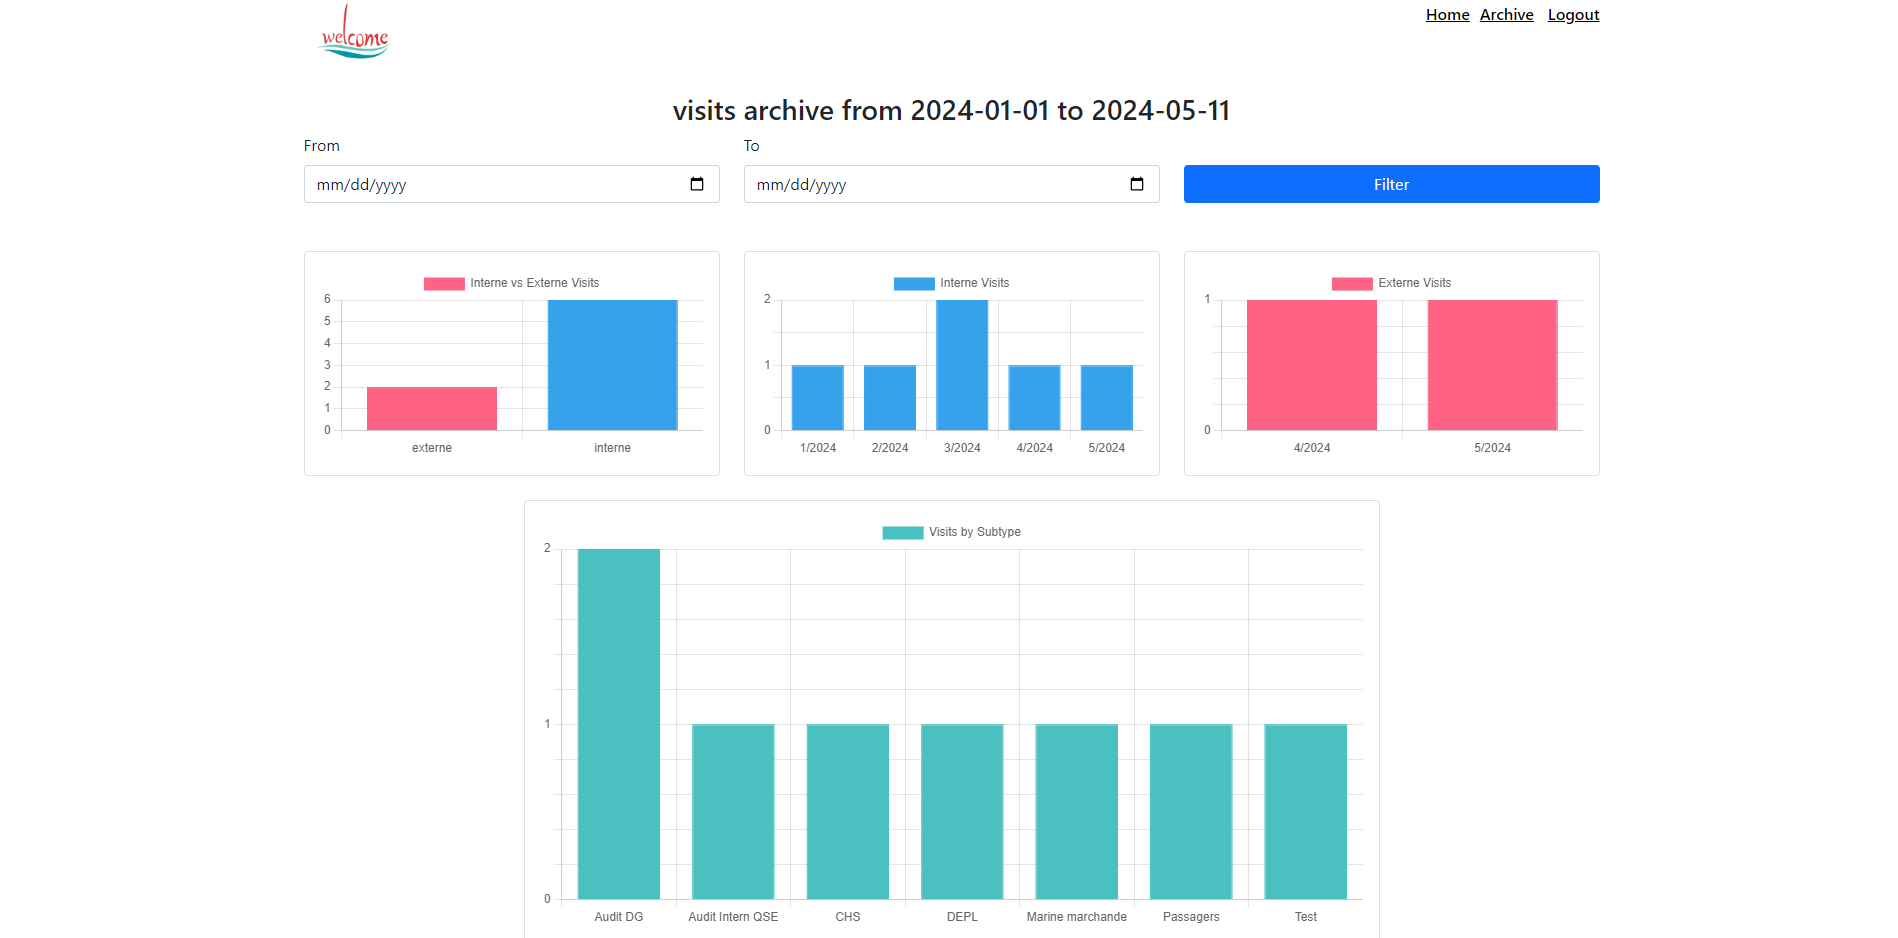 welcome
Home Archive Logout
visits archive from 2024-01-01 to 2024-05-11
From To
mm/dd/yyyy mm/dd/yyyy Filter
Interne vs Externe Visits
6
5
4
3
2
1
0
externe interne
Interne Visits
2
1
0
1/2024 2/2024 3/2024 4/2024 5/2024
Externe Visits
1
0
4/2024 5/2024
Visits by Subtype
2
1
0
Audit DG Audit Intern QSE CHS DEPL Marine marchande Passagers Test